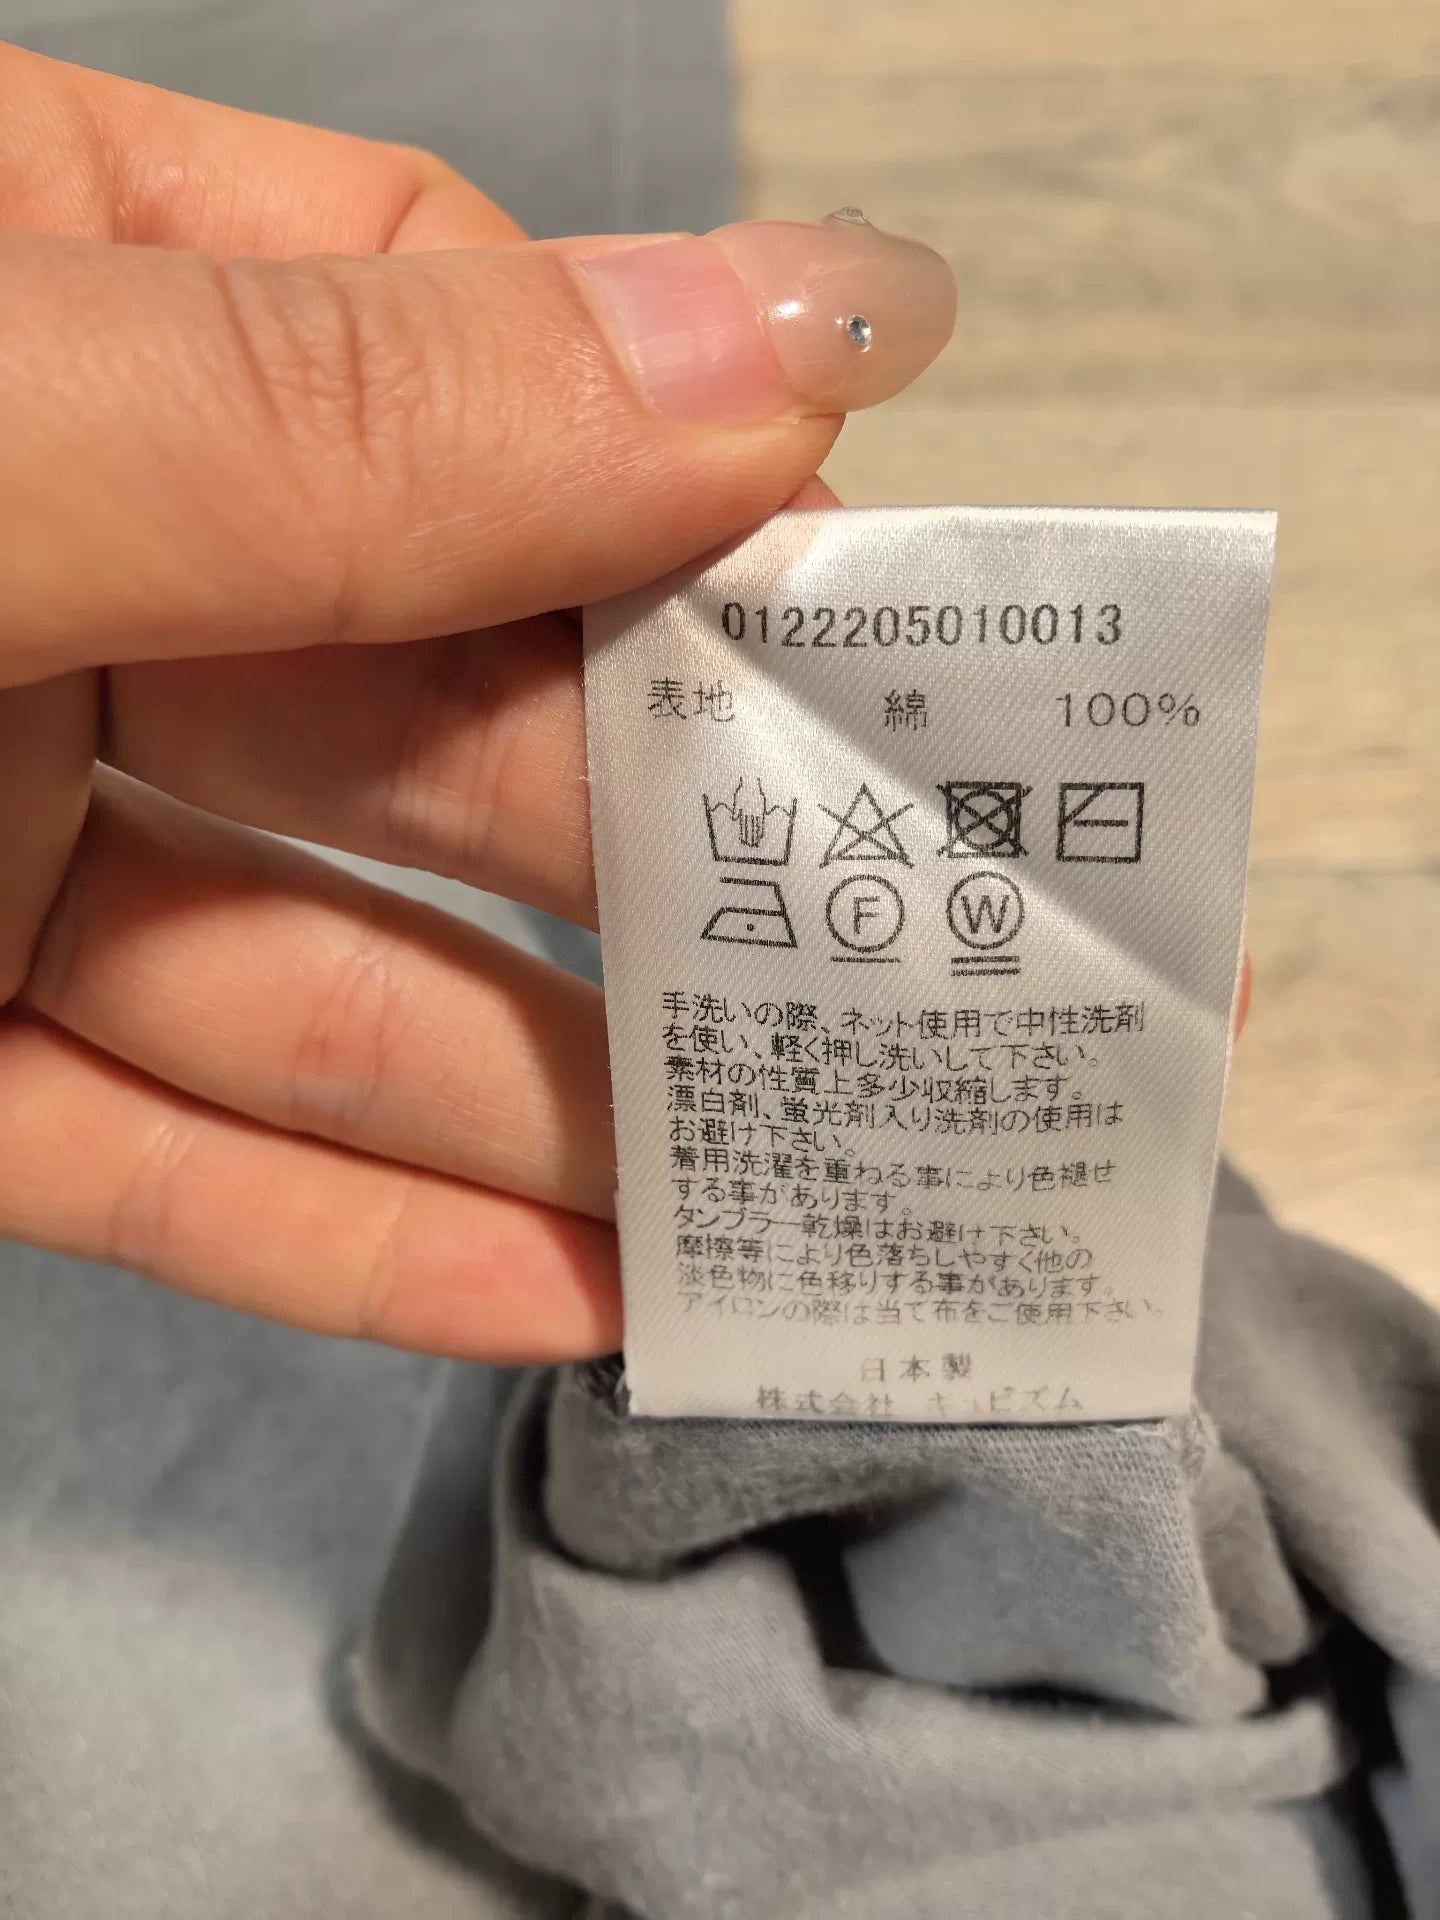 0122205010013
表地 綿 100%
F W
手洗いの際、ネット使用で中性洗剤
を使い、軽く押し洗いして下さい。
素材の性質上多少収縮します。
漂白剤、蛍光剤入り洗剤の使用は
お避け下さい。
着用洗濯を重ねる事により色褪せ
する事があります。
タンブラー乾燥はお避け下さい。
摩擦等により色落ちしやすく他の
淡色物に色移りする事があります。
アイロンの際は当て布をご使用下さい。
日本製
株式会社 キュビズム